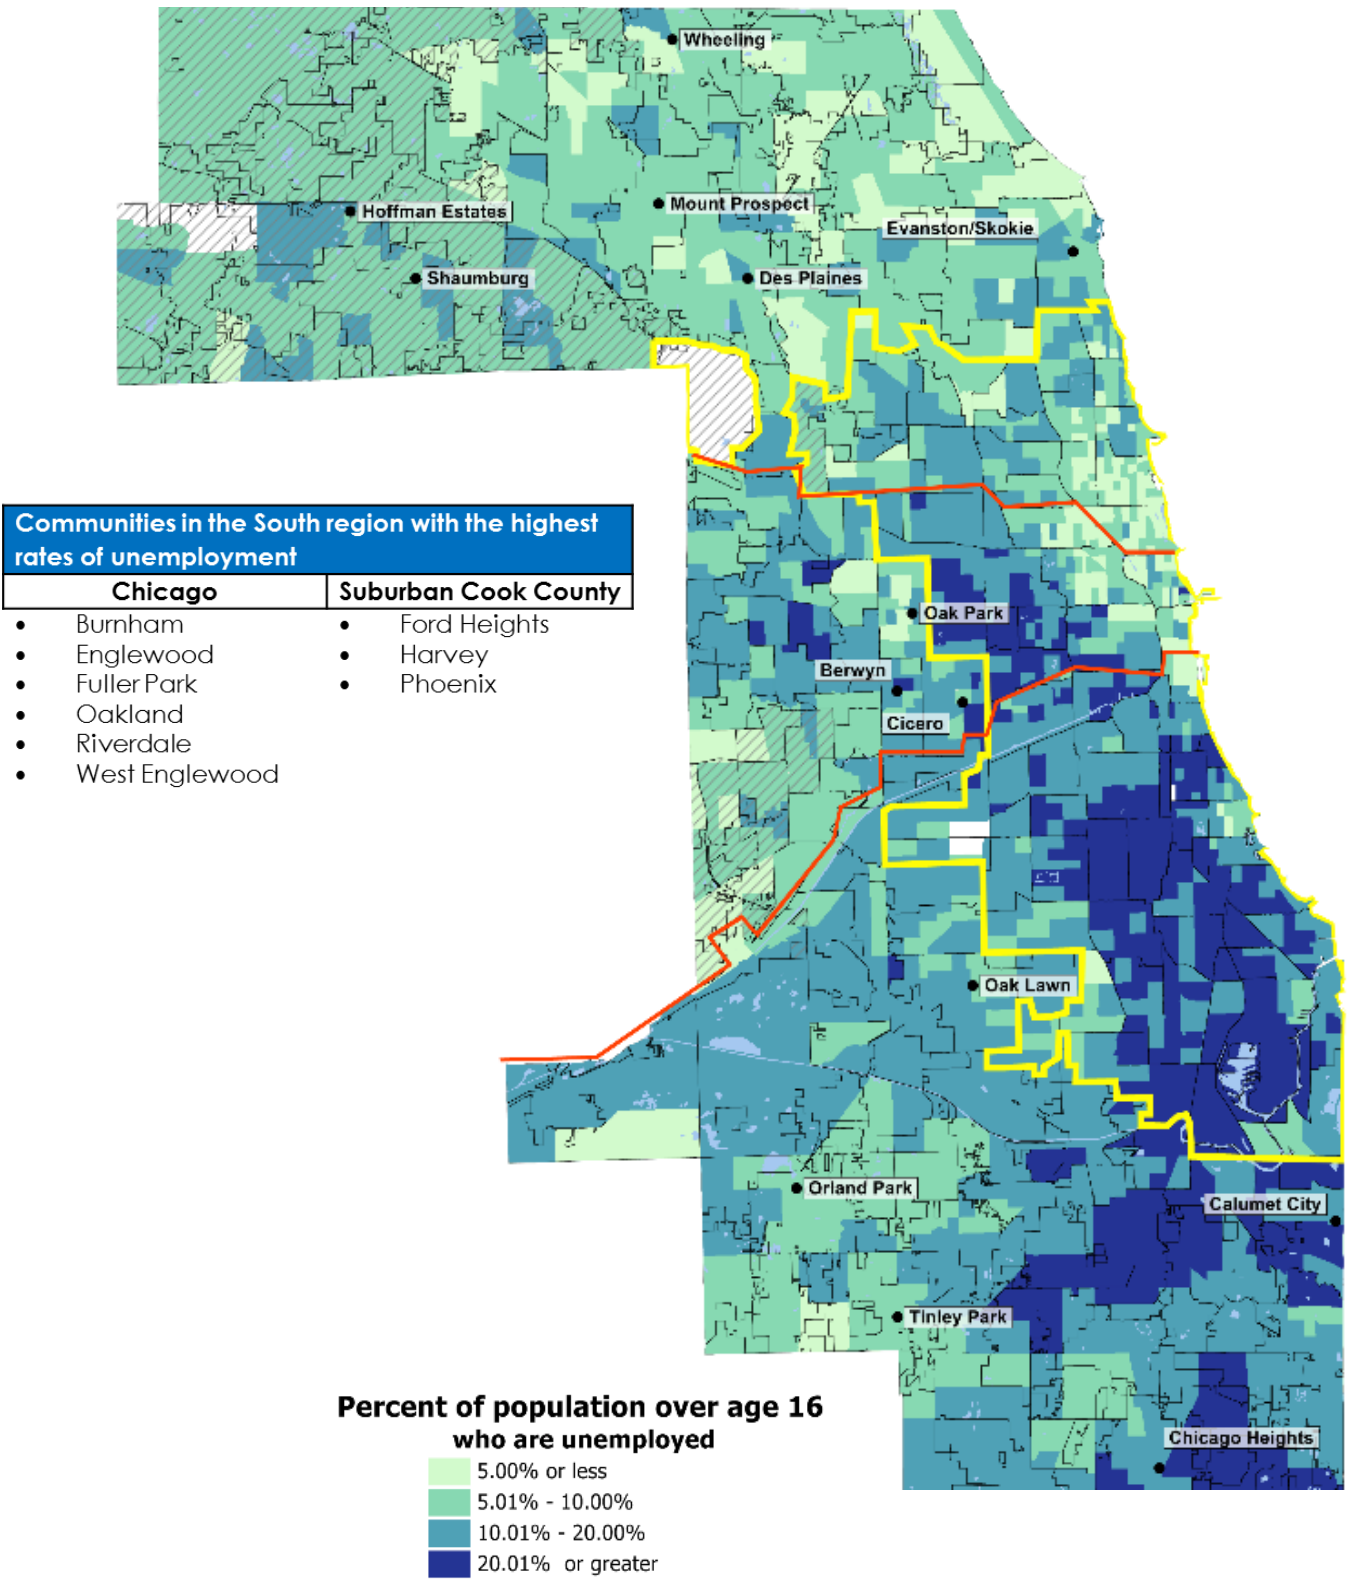 Wheeling
Hoffman Estates
Mount Prospect
Evanston/Skokie
Shaumburg
Des Plaines
Communities in the South region with the highest
rates of unemployment
Chicago
Suburban Cook County
• Burnham
• Englewood
• Fuller Park
• Oakland
• Riverdale
• West Englewood
• Ford Heights
• Harvey
• Phoenix
Oak Park
Berwyn
Cicero
Oak Lawn
Orland Park
Calumet City
Tinley Park
Chicago Heights
Percent of population over age 16
who are unemployed
5.00% or less
5.01% - 10.00%
10.01% - 20.00%
20.01% or greater